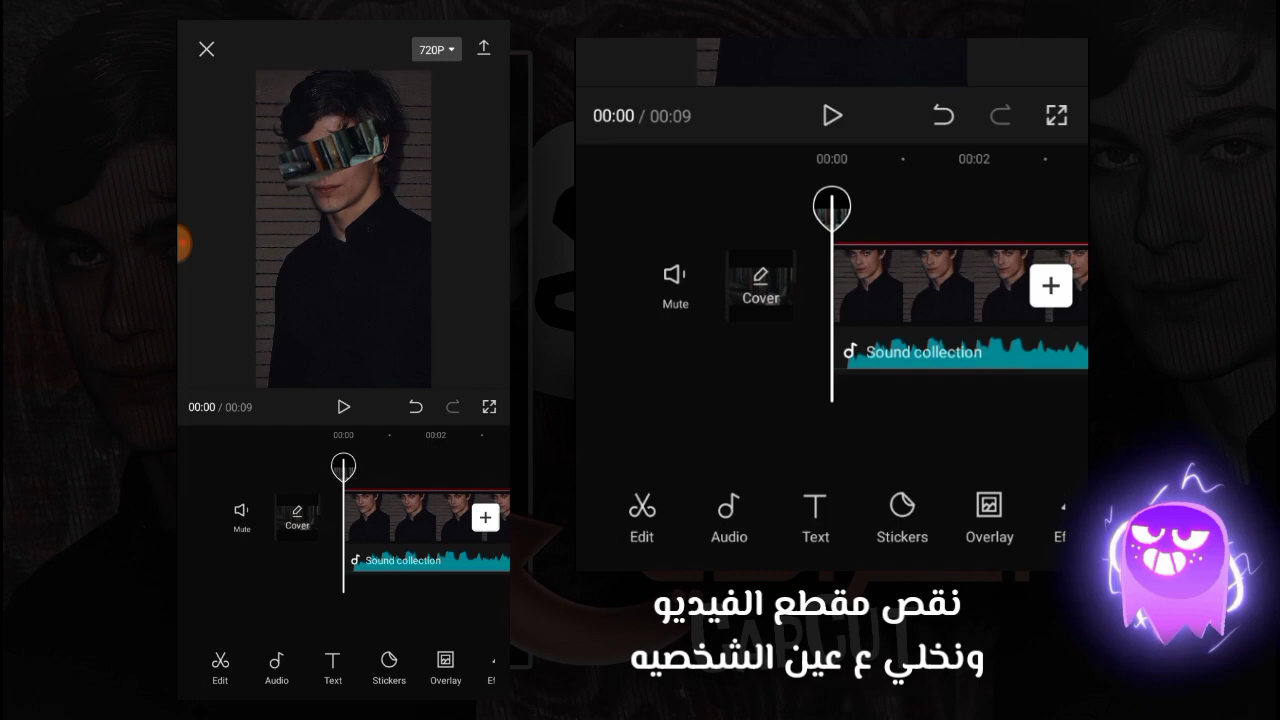 720P
00:00 / 00:09
00:00
00:02
Mute
Cover
Sound collection
Edit
Audio
Text
Stickers
Overlay
Ef
00:00 / 00:09
00:00
00:02
Mute
Cover
Sound collection
Edit
Audio
Text
Stickers
Overlay
Ef
نقص مقطع الفيديو
ونخلي ع عين الشخصيه
CAPCUT